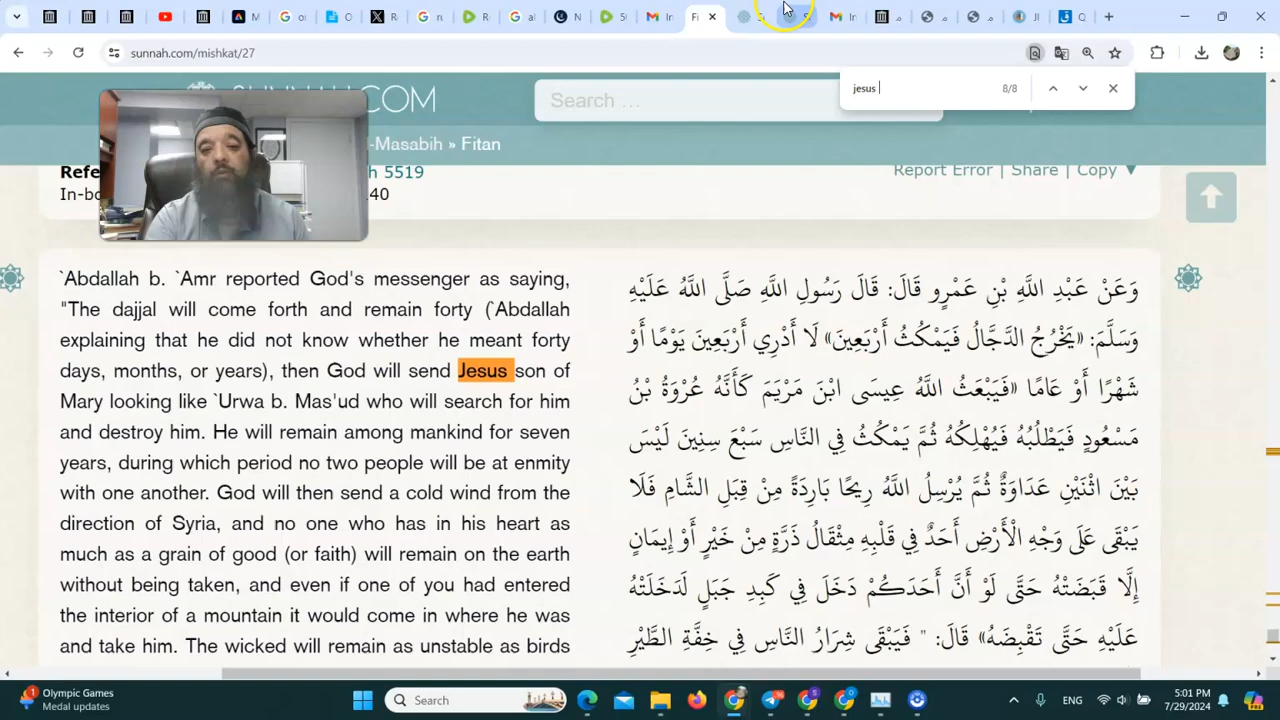 Fi
In
sunnah.com/mishkat/27
jesus
8/8
SUNNAH.COM
Search ...
l-Masabih » Fitan
h 5519
40
Report Error | Share | Copy ▼
`Abdallah b. `Amr reported God's messenger as saying,
"The dajjal will come forth and remain forty (`Abdallah
explaining that he did not know whether he meant forty
days, months, or years), then God will send Jesus son of
Mary looking like `Urwa b. Mas'ud who will search for him
and destroy him. He will remain among mankind for seven
years, during which period no two people will be at enmity
with one another. God will then send a cold wind from the
direction of Syria, and no one who has in his heart as
much as a grain of good (or faith) will remain on the earth
without being taken, and even if one of you had entered
the interior of a mountain it would come in where he was
and take him. The wicked will remain as unstable as birds
وَعَنْ عَبْدِ اللَّهِ بْنِ عَمْرٍو قَالَ: قَالَ رَسُولِ اللَّهِ صَلَّى اللَّهُ عَلَيْهِ
وَسَلَّمَ: «يَخْرُجُ الدَّجَّالُ فَيَمْكُثُ أَرْبَعِينَ» لَا أَدْرِي أَرْبَعِينَ يَوْمًا أَوْ
شَهْرًا أَوْ عَامًا «فَيَبْعَثُ اللَّهُ عِيسَى ابْنَ مَرْيَمَ كَأَنَّهُ عُرْوَةُ بْنُ
مَسْعُودٍ فَيَطْلُبُهُ فَيُهْلِكُهُ ثُمَّ يَمْكُثُ فِي النَّاسِ سَبْعَ سِنِينَ لَيْسَ
بَيْنَ اثْنَيْنِ عَدَاوَةٌ ثُمَّ يُرْسِلُ اللَّهُ رِيحًا بَارِدَةً مِنْ قِبَلِ الشَّامِ فَلَا
يَبْقَى عَلَى وَجْهِ الْأَرْضِ أَحَدٌ فِي قَلْبِهِ مِثْقَالُ ذَرَّةٍ مِنْ خَيْرٍ أَوْ إِيمَانٍ
إِلَّا قَبَضَتْهُ حَتَّى لَوْ أَنَّ أَحَدَكُمْ دَخَلَ فِي كَبِدِ جَبَلٍ لَدَخَلَتْهُ
عَلَيْهِ حَتَّى تَقْبِضَهُ» قَالَ: " فَيَبْقَى شِرَارُ النَّاسِ فِي خِفَّةِ الطَّيْرِ
Olympic Games
Medal updates
Search
ENG
5:01 PM
7/29/2024